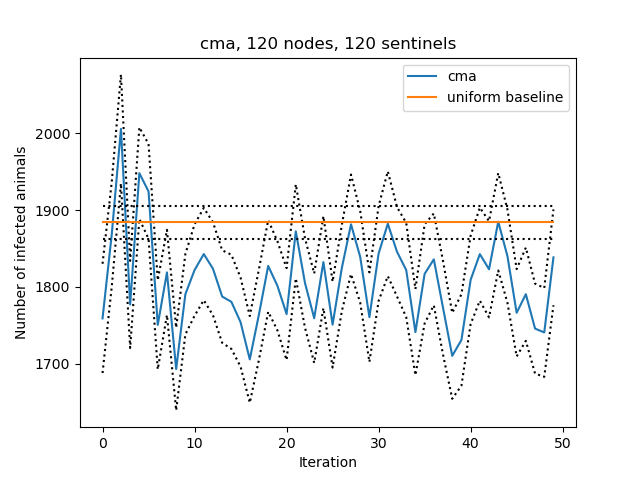 cma, 120 nodes, 120 sentinels
cma
uniform baseline
Number of infected animals
2000
1900
1800
1700
0 10 20 30 40 50
Iteration